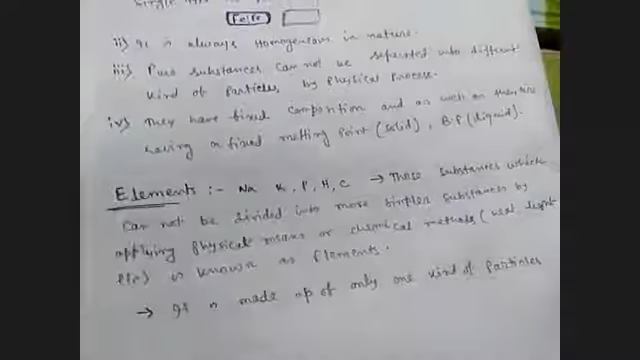 ii) It is always Homogeneous in nature.
iii) Pure substances can not be seperated into different
kind of Particles, by Physical Process.
iv) They have fixed composition and as such as they are
having a fixed melting Point (solid), B.P (liquid).
Elements :- Na K, P, H, C → Those substances which
can not be divided into more simpler substances by
applying physical means or chemical methods (heat, light
etc) is known as Elements.
→ It is made up of only one kind of particles